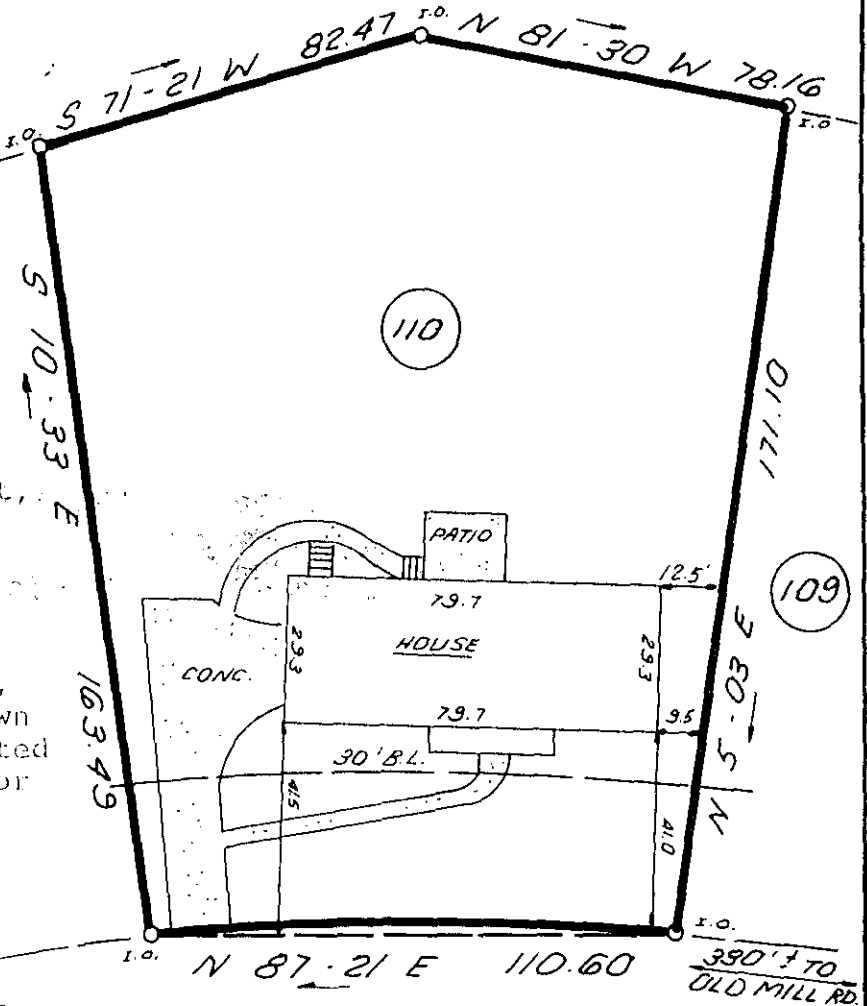 I.O.
S 71-21 W 82.47
N 81-30 W 78.16
I.O.
I.O
S 10-33 E
163.49
110
171.10
109
N 5-03 E
PATIO
12.5'
79.7
HOUSE
29.3
29.3
CONC.
79.7
9.5
30' B.L.
41.5
41.0
I.O.
I.O.
N 87-21 E 110.60
390'± TO
OLD MILL RD.